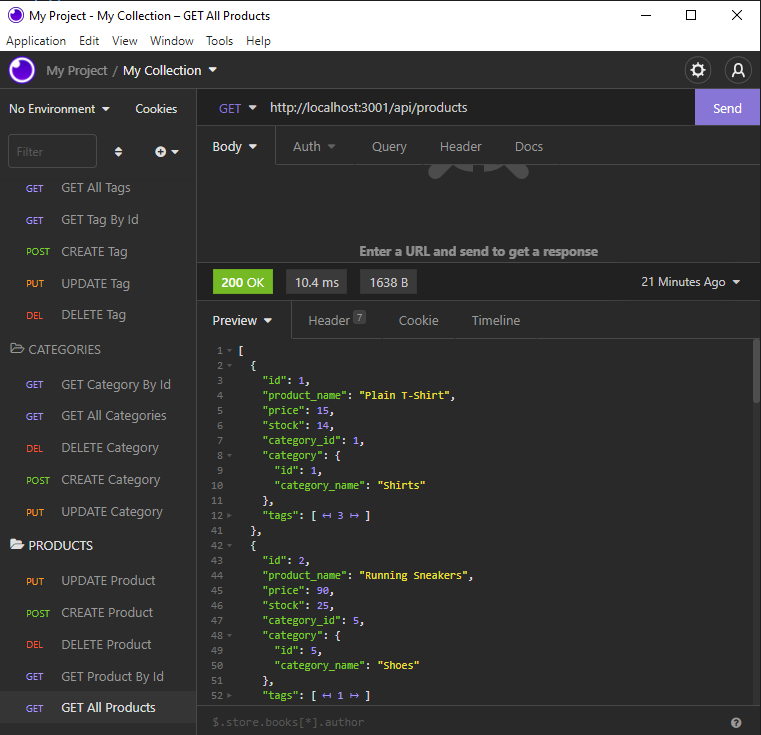 My Project - My Collection – GET All Products
Application Edit View Window Tools Help
My Project / My Collection
No Environment Cookies
GET http://localhost:3001/api/products Send
Filter
Body Auth Query Header Docs
GET GET All Tags
GET GET Tag By Id
POST CREATE Tag
PUT UPDATE Tag
DEL DELETE Tag
CATEGORIES
GET GET Category By Id
GET GET All Categories
DEL DELETE Category
POST CREATE Category
PUT UPDATE Category
PRODUCTS
PUT UPDATE Product
POST CREATE Product
DEL DELETE Product
GET GET Product By Id
GET GET All Products
Enter a URL and send to get a response
200 OK 10.4 ms 1638 B 21 Minutes Ago
Preview Header 7 Cookie Timeline
1 [
2 {
3 "id": 1,
4 "product_name": "Plain T-Shirt",
5 "price": 15,
6 "stock": 14,
7 "category_id": 1,
8 "category": {
9 "id": 1,
10 "category_name": "Shirts"
11 },
12 "tags": [ ↤ 3 ↦ ]
41 },
42 {
43 "id": 2,
44 "product_name": "Running Sneakers",
45 "price": 90,
46 "stock": 25,
47 "category_id": 5,
48 "category": {
49 "id": 5,
50 "category_name": "Shoes"
51 },
52 "tags": [ ↤ 1 ↦ ]
$.store.books[*].author